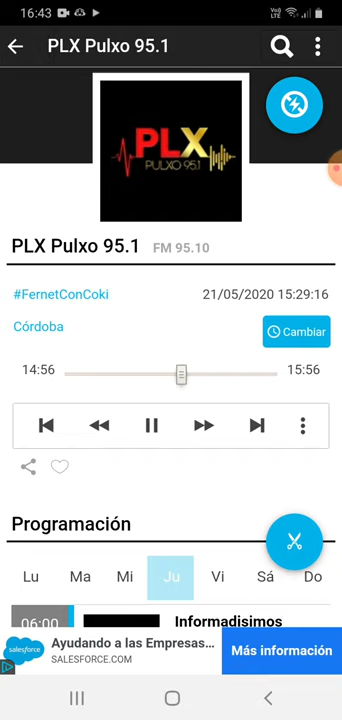 16:43
Vo)) LTE
PLX Pulxo 95.1
PLX
PULXO 95.1
PLX Pulxo 95.1 FM 95.10
#FernetConCoki 21/05/2020 15:29:16
Córdoba
Cambiar
14:56 15:56
Programación
Lu Ma Mi Ju Vi Sá Do
06:00 Informadisimos
salesforce
Ayudando a las Empresas...
SALESFORCE.COM
Más información